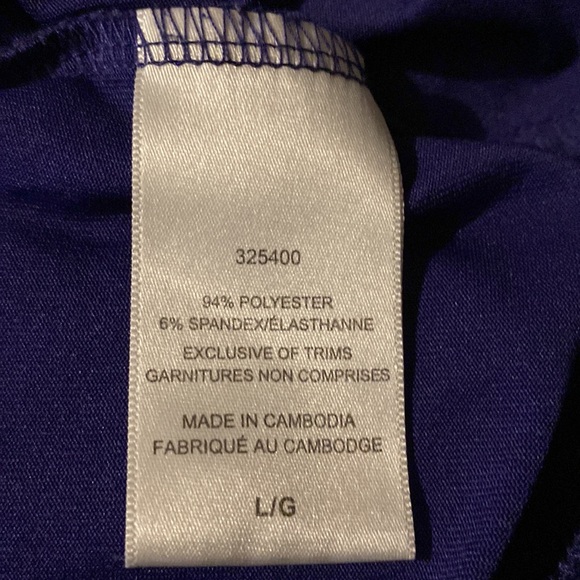 325400
94% POLYESTER
6% SPANDEX/ÉLASTHANNE
EXCLUSIVE OF TRIMS
GARNITURES NON COMPRISES
MADE IN CAMBODIA
FABRIQUÉ AU CAMBODGE
L/G